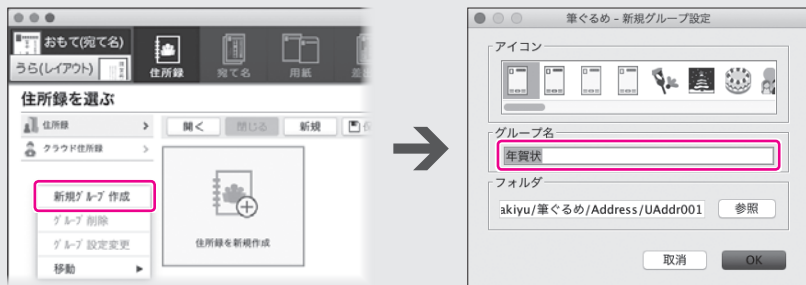 おもて(宛て名)
うら(レイアウト)
住所録
宛て名
用紙
住所録を選ぶ
住所録
クラウド住所録
開く
閉じる
新規
新規ｸﾞﾙｰﾌﾟ作成
ｸﾞﾙｰﾌﾟ削除
ｸﾞﾙｰﾌﾟ設定変更
移動
住所録を新規作成
筆ぐるめ - 新規グループ設定
アイコン
グループ名
年賀状
フォルダ
akiyu/筆ぐるめ/Address/UAddr001
参照
取消
OK